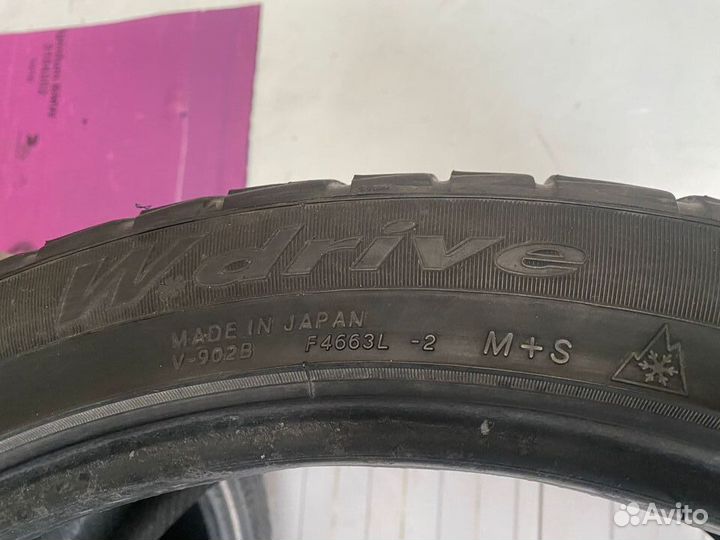 W.drive
MADE IN JAPAN
V-902B
F4663L -2
M+S
Avito